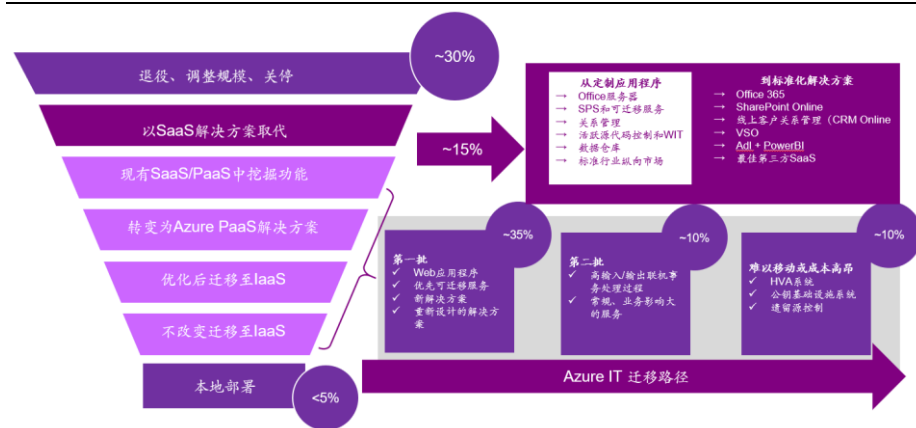 ~30%
退役、调整规模、关停
以SaaS解决方案取代
现有SaaS/PaaS中挖掘功能
转变为Azure PaaS解决方案
优化后迁移至IaaS
不改变迁移至IaaS
本地部署
<5%
~15%
从定制应用程序
→ Office服务器
→ SPS和可迁移服务
→ 关系管理
→ 活跃源代码控制和WIT
→ 数据仓库
→ 标准行业纵向市场
到标准化解决方案
→ Office 365
→ SharePoint Online
→ 线上客户关系管理（CRM Online
→ VSO
→ Adl + PowerBI
→ 最佳第三方SaaS
~35%
第一批
✓ Web应用程序
✓ 优先可迁移服务
✓ 新解决方案
✓ 重新设计的解决方
案
~10%
第二批
✓ 高输入/输出联机事
务处理过程
✓ 常规、业务影响大
的服务
~10%
难以移动或成本高昂
✓ HVA系统
✓ 公钥基础设施系统
✓ 遗留源控制
Azure IT 迁移路径